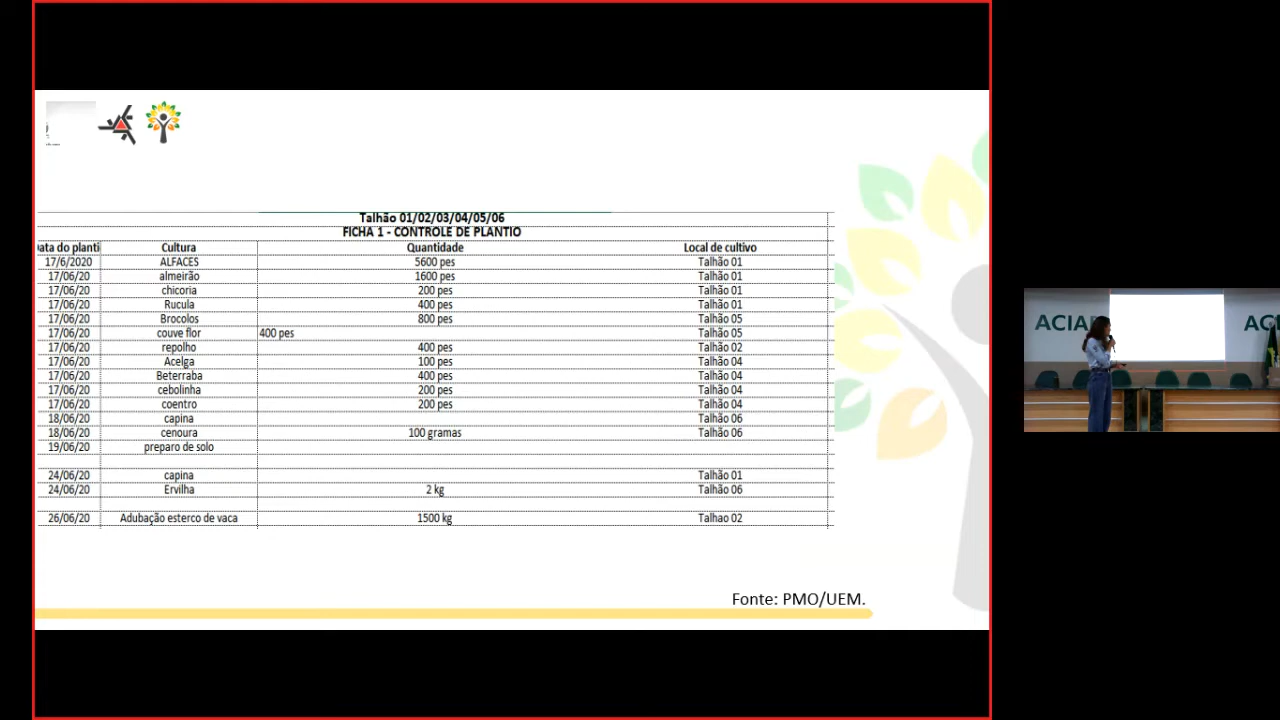 Talhão 01/02/03/04/05/06
FICHA 1 - CONTROLE DE PLANTIO
ata do planti Cultura Quantidade Local de cultivo
17/6/2020 ALFACES 5600 pes Talhão 01
17/06/20 almeirão 1600 pes Talhão 01
17/06/20 chicoria 200 pes Talhão 01
17/06/20 Rucula 400 pes Talhão 01
17/06/20 Brocolos 800 pes Talhão 05
17/06/20 couve flor 400 pes Talhão 05
17/06/20 repolho 400 pes Talhão 02
17/06/20 Acelga 100 pes Talhão 04
17/06/20 Beterraba 400 pes Talhão 04
17/06/20 cebolinha 200 pes Talhão 04
17/06/20 coentro 200 pes Talhão 04
18/06/20 capina Talhão 06
18/06/20 cenoura 100 gramas Talhão 06
19/06/20 preparo de solo
24/06/20 capina Talhão 01
24/06/20 Ervilha 2 kg Talhão 06
26/06/20 Adubação esterco de vaca 1500 kg Talhao 02
Fonte: PMO/UEM.
ACIA